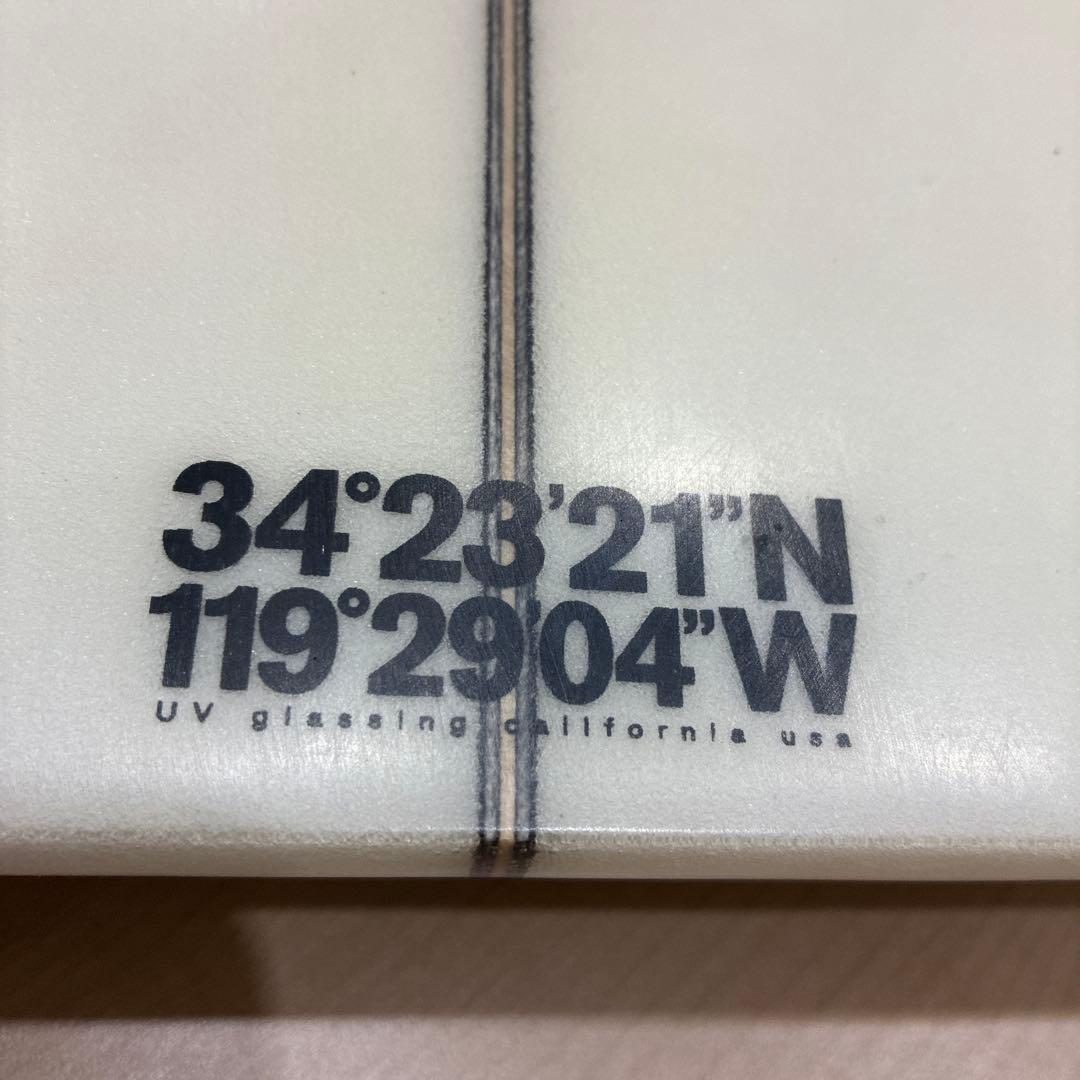 34°23’21”N
119°29’04”W
UV glassing california usa